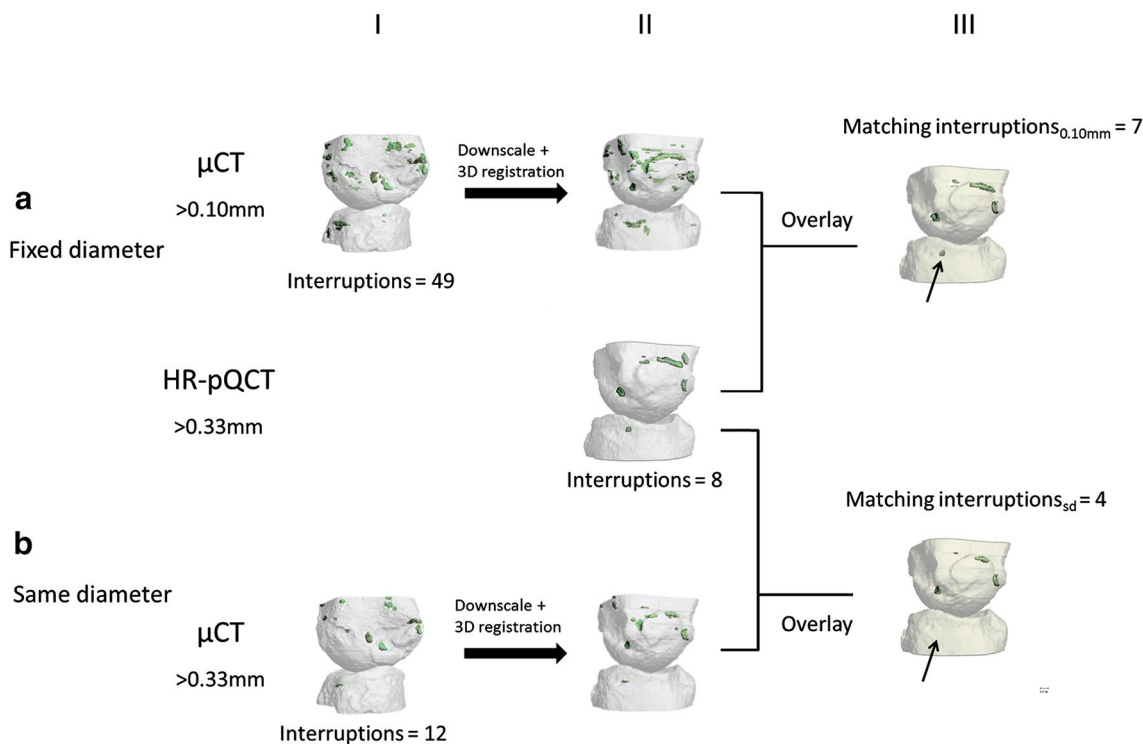 I
II
III
a
Fixed diameter
μCT
>0.10mm
Interruptions = 49
Downscale +
3D registration
Overlay
Matching interruptions0.10mm = 7
HR-pQCT
>0.33mm
Interruptions = 8
b
Same diameter
μCT
>0.33mm
Interruptions = 12
Downscale +
3D registration
Overlay
Matching interruptionssd = 4